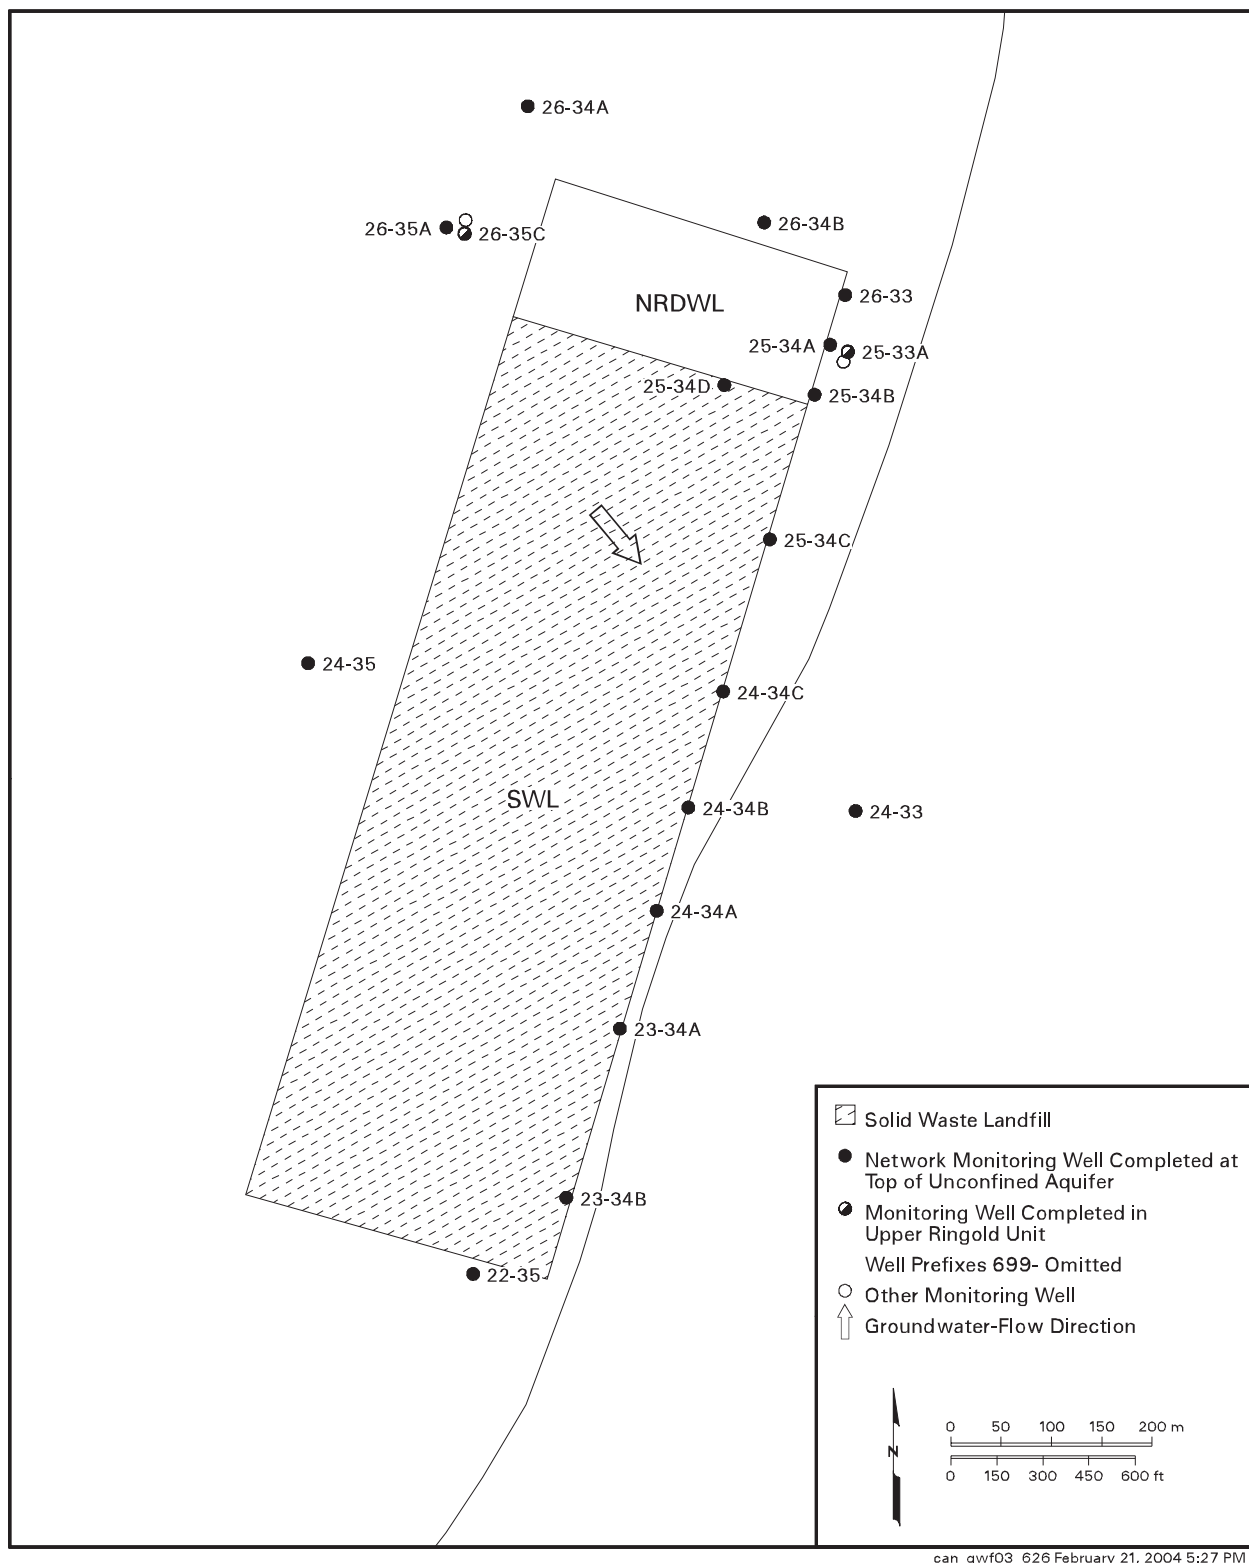 26-34A
26-35A
26-35C
26-34B
NRDWL
26-33
25-34A
25-33A
25-34D
25-34B
25-34C
24-35
24-34C
SWL
24-34B
24-33
24-34A
23-34A
23-34B
22-35
Solid Waste Landfill
Network Monitoring Well Completed at
Top of Unconfined Aquifer
Monitoring Well Completed in
Upper Ringold Unit
Well Prefixes 699- Omitted
Other Monitoring Well
Groundwater-Flow Direction
N
0 50 100 150 200 m
0 150 300 450 600 ft
can_gwf03_626 February 21, 2004 5:27 PM